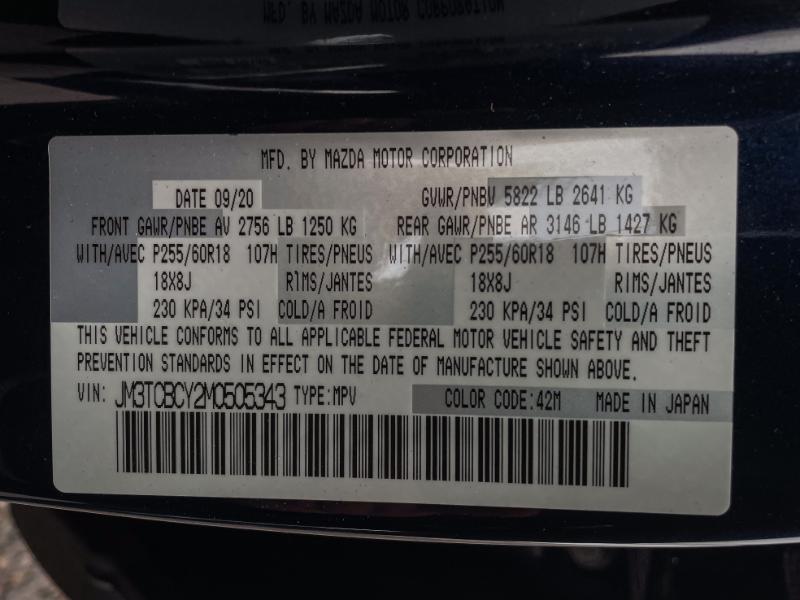 MFD. BY MAZDA MOTOR CORPORATION
MFD. BY MAZDA MOTOR CORPORATION
DATE 09/20 GVWR/PNBV 5822 LB 2641 KG
FRONT GAWR/PNBE AV 2756 LB 1250 KG REAR GAWR/PNBE AR 3146 LB 1427 KG
WITH/AVEC P255/60R18 107H TIRES/PNEUS WITH/AVEC P255/60R18 107H TIRES/PNEUS
18X8J RIMS/JANTES 18X8J RIMS/JANTES
230 KPA/34 PSI COLD/A FROID 230 KPA/34 PSI COLD/A FROID
THIS VEHICLE CONFORMS TO ALL APPLICABLE FEDERAL MOTOR VEHICLE SAFETY AND THEFT
PREVENTION STANDARDS IN EFFECT ON THE DATE OF MANUFACTURE SHOWN ABOVE.
VIN: JM3TCBCY2M0505343 TYPE:MPV COLOR CODE:42M MADE IN JAPAN